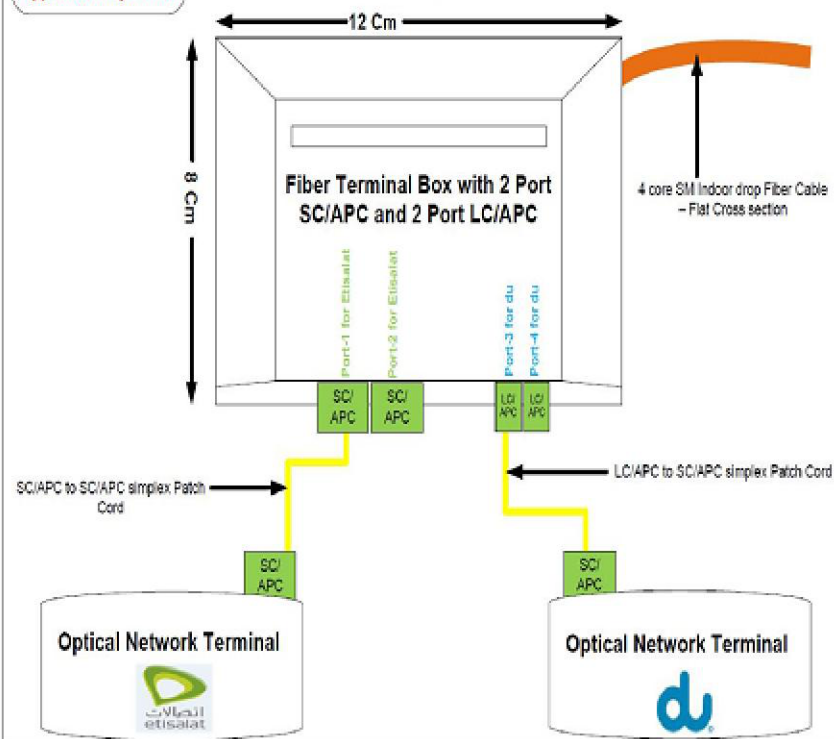 12 Cm
8 Cm
Fiber Terminal Box with 2 Port
SC/APC and 2 Port LC/APC
4 core SM Indoor drop Fiber Cable
– Flat Cross section
Port-1 for Etisalat
Port-2 for Etisalat
Port-3 for du
Port-4 for du
SC/
APC
SC/
APC
LC/
APC
LC/
APC
SC/APC to SC/APC simplex Patch
Cord
LC/APC to SC/APC simplex Patch Cord
SC/
APC
SC/
APC
Optical Network Terminal
اتصالات
etisalat
Optical Network Terminal
du